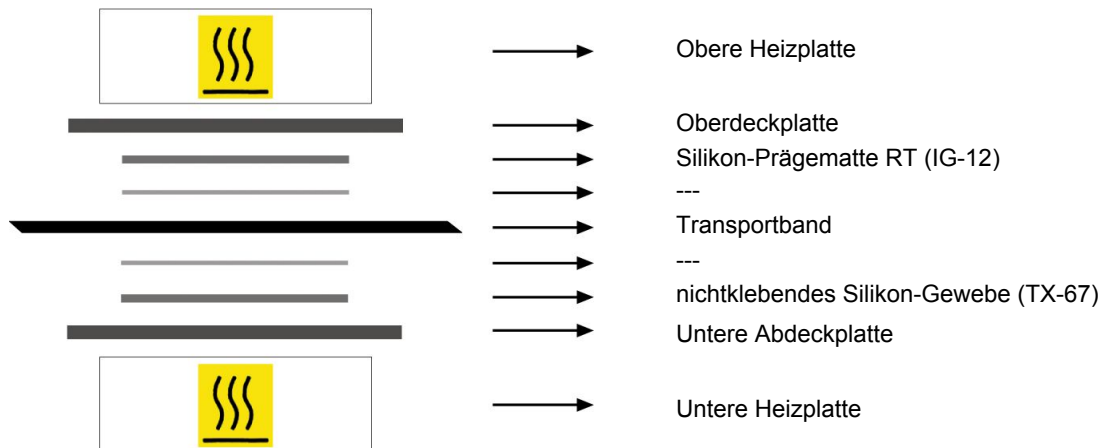 Obere Heizplatte
Oberdeckplatte
Silikon-Prägematte RT (IG-12)
---
Transportband
---
nichtklebendes Silikon-Gewebe (TX-67)
Untere Abdeckplatte
Untere Heizplatte